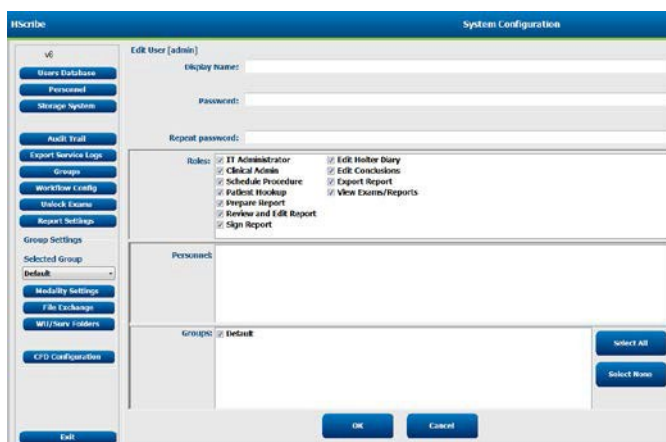 HScribe
System Configuration
v6
Users Database
Personnel
Storage System
Audit Trail
Export Service Logs
Groups
Workflow Config
Unlock Exams
Report Settings
Group Settings
Selected Group
Default
Modality Settings
File Exchange
WU/Serv Folders
CFD Configuration
Exit
Edit User [admin]
Display Name:
Password:
Repeat password:
Roles:
IT Administrator
Clinical Admin
Schedule Procedure
Patient Hookup
Prepare Report
Review and Edit Report
Sign Report
Edit Holter Diary
Edit Conclusions
Export Report
View Exams/Reports
Personnel:
Groups:
Default
Select All
Select None
OK
Cancel